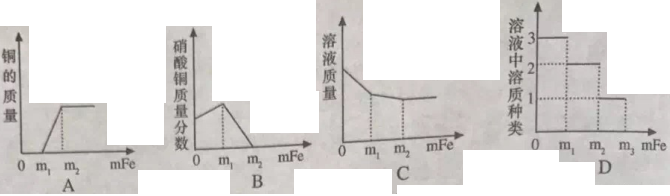 铜的质量
0 m₁ m₂ mFe
A
硝酸铜质量分数
0 m₁ m₂ mFe
B
溶液质量
0 m₁ m₂ mFe
C
溶液中溶质种类
3
2
1
0 m₁ m₂ m₃ mFe
D